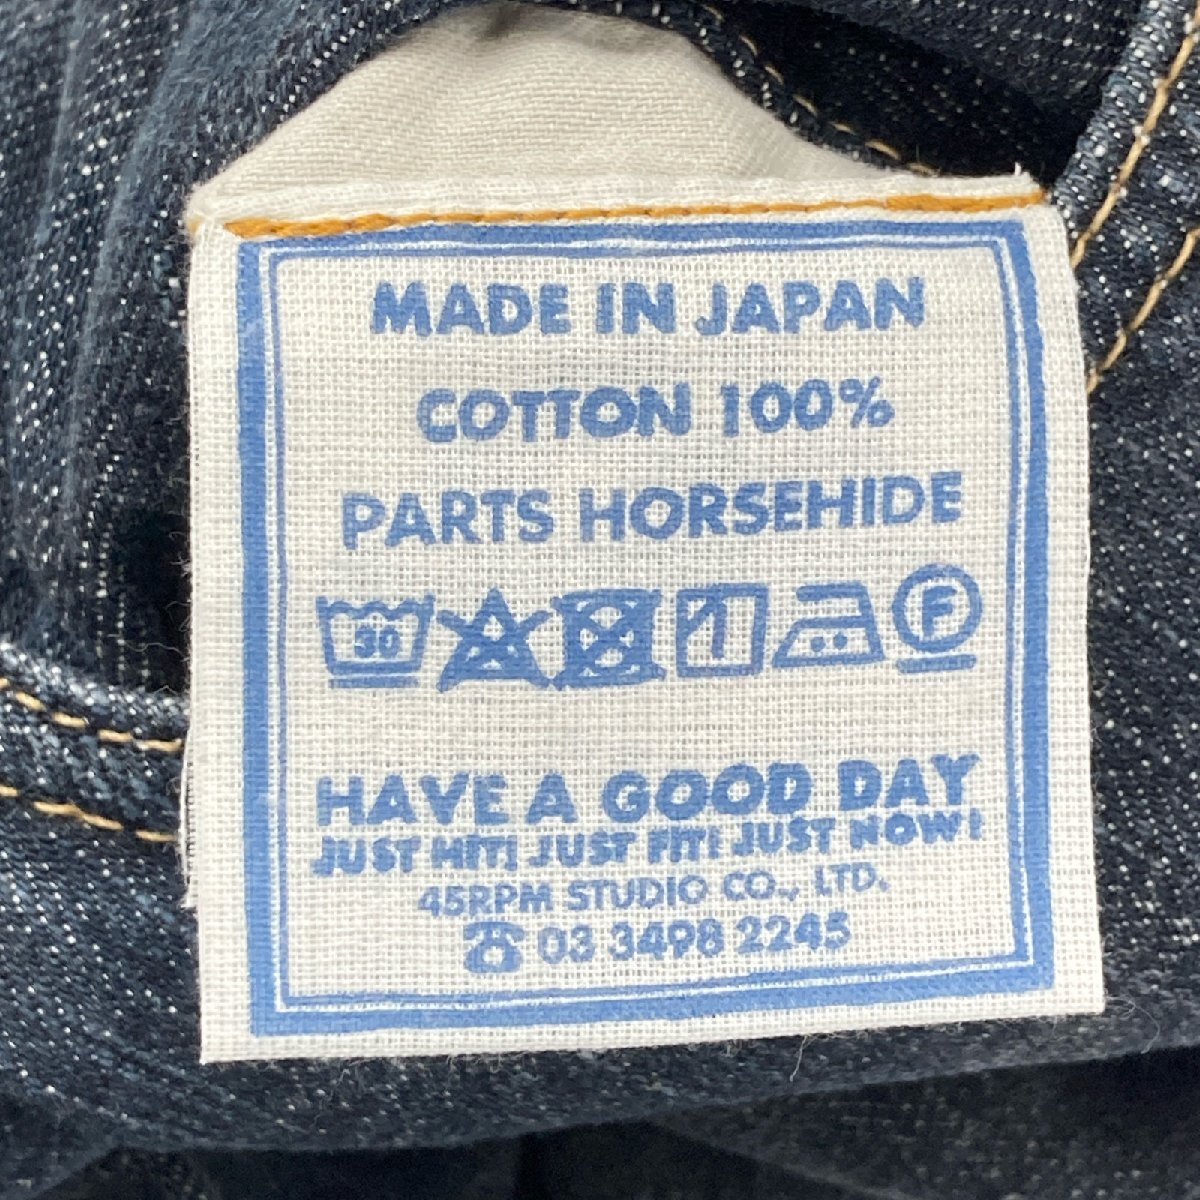 MADE IN JAPAN
COTTON 100%
PARTS HORSEHIDE
30 F
HAVE A GOOD DAY
JUST HIT! JUST FIT! JUST NOW!
45RPM STUDIO CO., LTD.
☎ 03 3498 2245